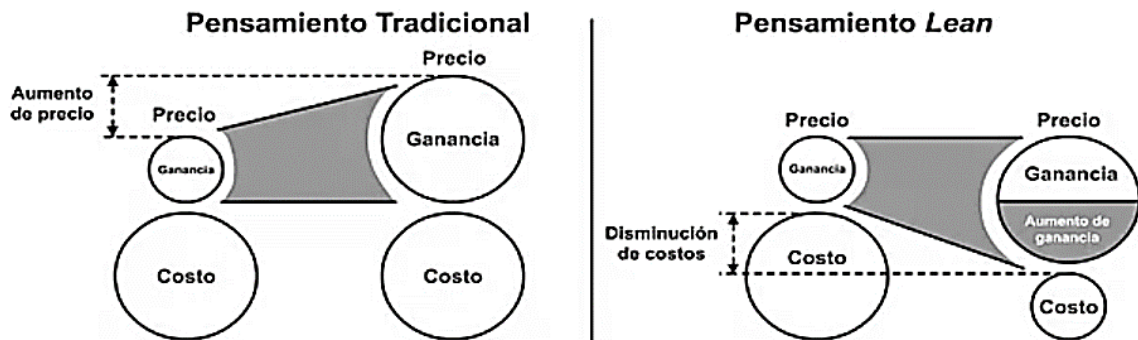 Pensamiento Tradicional
Precio
Aumento
de precio
Precio
Ganancia
Ganancia
Costo
Costo
Pensamiento Lean
Precio
Precio
Ganancia
Ganancia
Aumento de
ganancia
Disminución
de costos
Costo
Costo